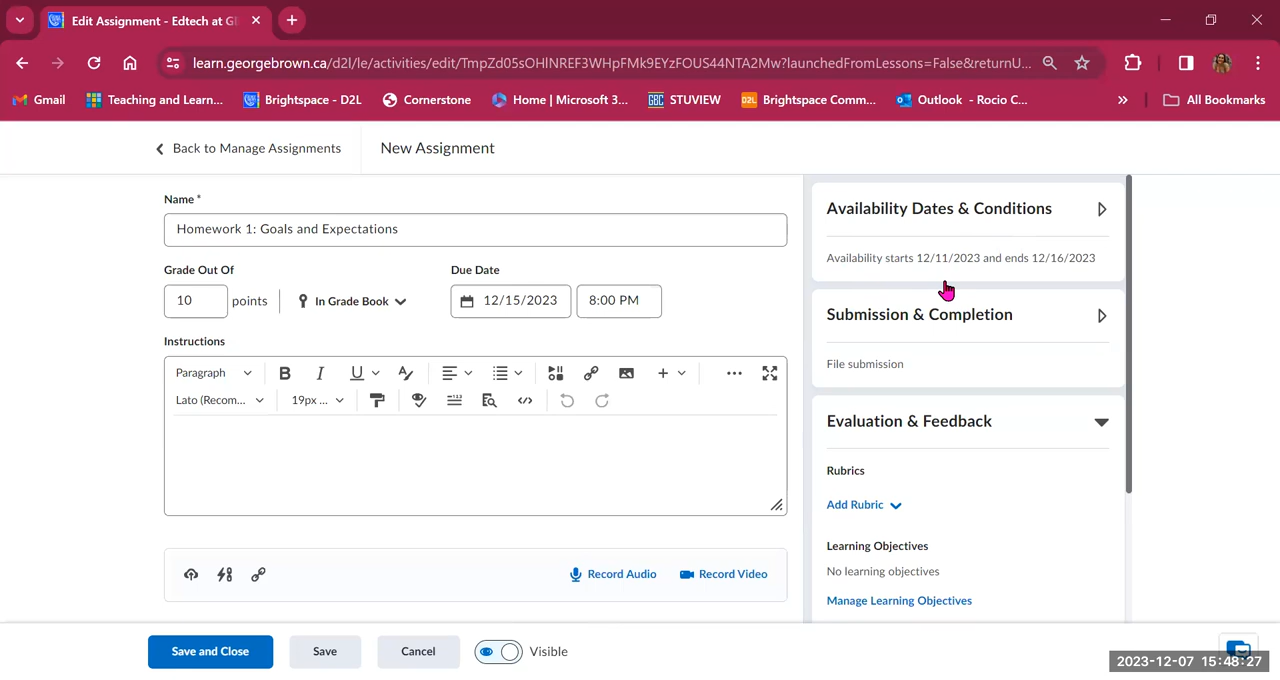 Edit Assignment - Edtech at G
learn.georgebrown.ca/d2l/le/activities/edit/TmpZd05sOHlNREF3WHpFMk9EYzFOUS44NTA2Mw?launchedFromLessons=False&returnU...
Gmail
Teaching and Learn...
Brightspace - D2L
Cornerstone
Home | Microsoft 3...
GBC STUVIEW
D2L Brightspace Comm...
Outlook - Rocio C...
All Bookmarks
Back to Manage Assignments
New Assignment
Name *
Homework 1: Goals and Expectations
Grade Out Of
10 points
In Grade Book
Due Date
12/15/2023
8:00 PM
Instructions
Paragraph
B I U
Lato (Recom...
19px ...
Record Audio
Record Video
Availability Dates & Conditions
Availability starts 12/11/2023 and ends 12/16/2023
Submission & Completion
File submission
Evaluation & Feedback
Rubrics
Add Rubric
Learning Objectives
No learning objectives
Manage Learning Objectives
Save and Close
Save
Cancel
Visible
2023-12-07 15:48:27